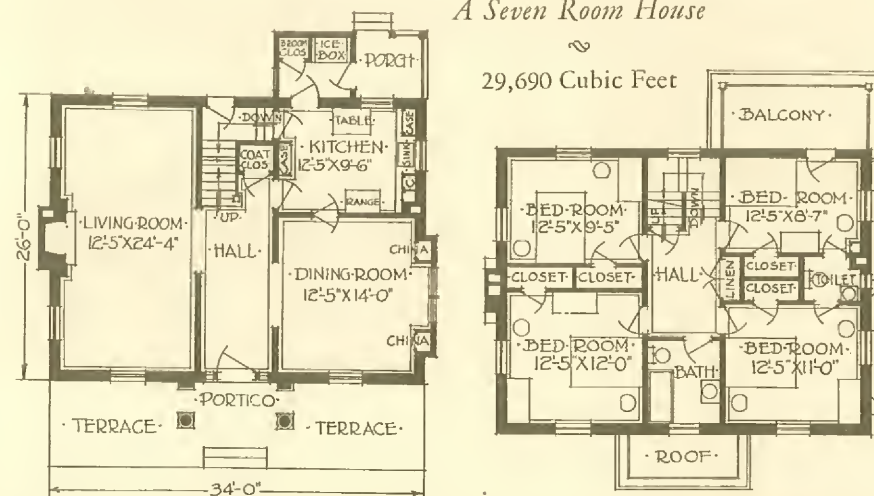 A Seven Room House
29,690 Cubic Feet
BROOM CLOS
ICE BOX
PORCH
DOWN
TABLE
CASE
COAT CLOS
CASE
KITCHEN
12'-5"X9'-6"
SINK
RANGE
UP
LIVING·ROOM
12'-5"X24'-4"
HALL
DINING·ROOM
12'-5"X14'-0"
CHINA
CHINA
26'-0"
PORTICO
TERRACE
TERRACE
34'-0"
BALCONY
BED·ROOM
12'-5"X9'-5"
UP
DOWN
BED-ROOM
12'-5"X8'-7"
CLOSET
CLOSET
HALL
LINEN
CLOSET
CLOSET
TOILET
BED·ROOM
12'-5"X12'-0"
BATH
BED·ROOM
12'-5"X11'-0"
ROOF